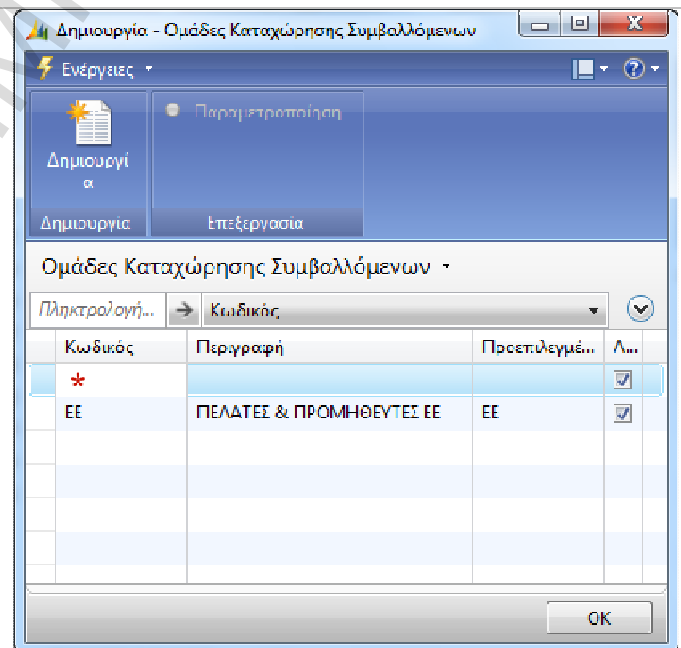 Δημιουργία - Ομάδες Καταχώρησης Συμβαλλόμενων
Ενέργειες
Παραμετροποίηση
Δημιουργί
α
Δημιουργία
Επεξεργασία
Ομάδες Καταχώρησης Συμβαλλόμενων
Πληκτρολογή... Κωδικός
Κωδικός Περιγραφή Προεπιλεγμέ... Λ...
*
ΕΕ ΠΕΛΑΤΕΣ & ΠΡΟΜΗΘΕΥΤΕΣ ΕΕ ΕΕ
OK